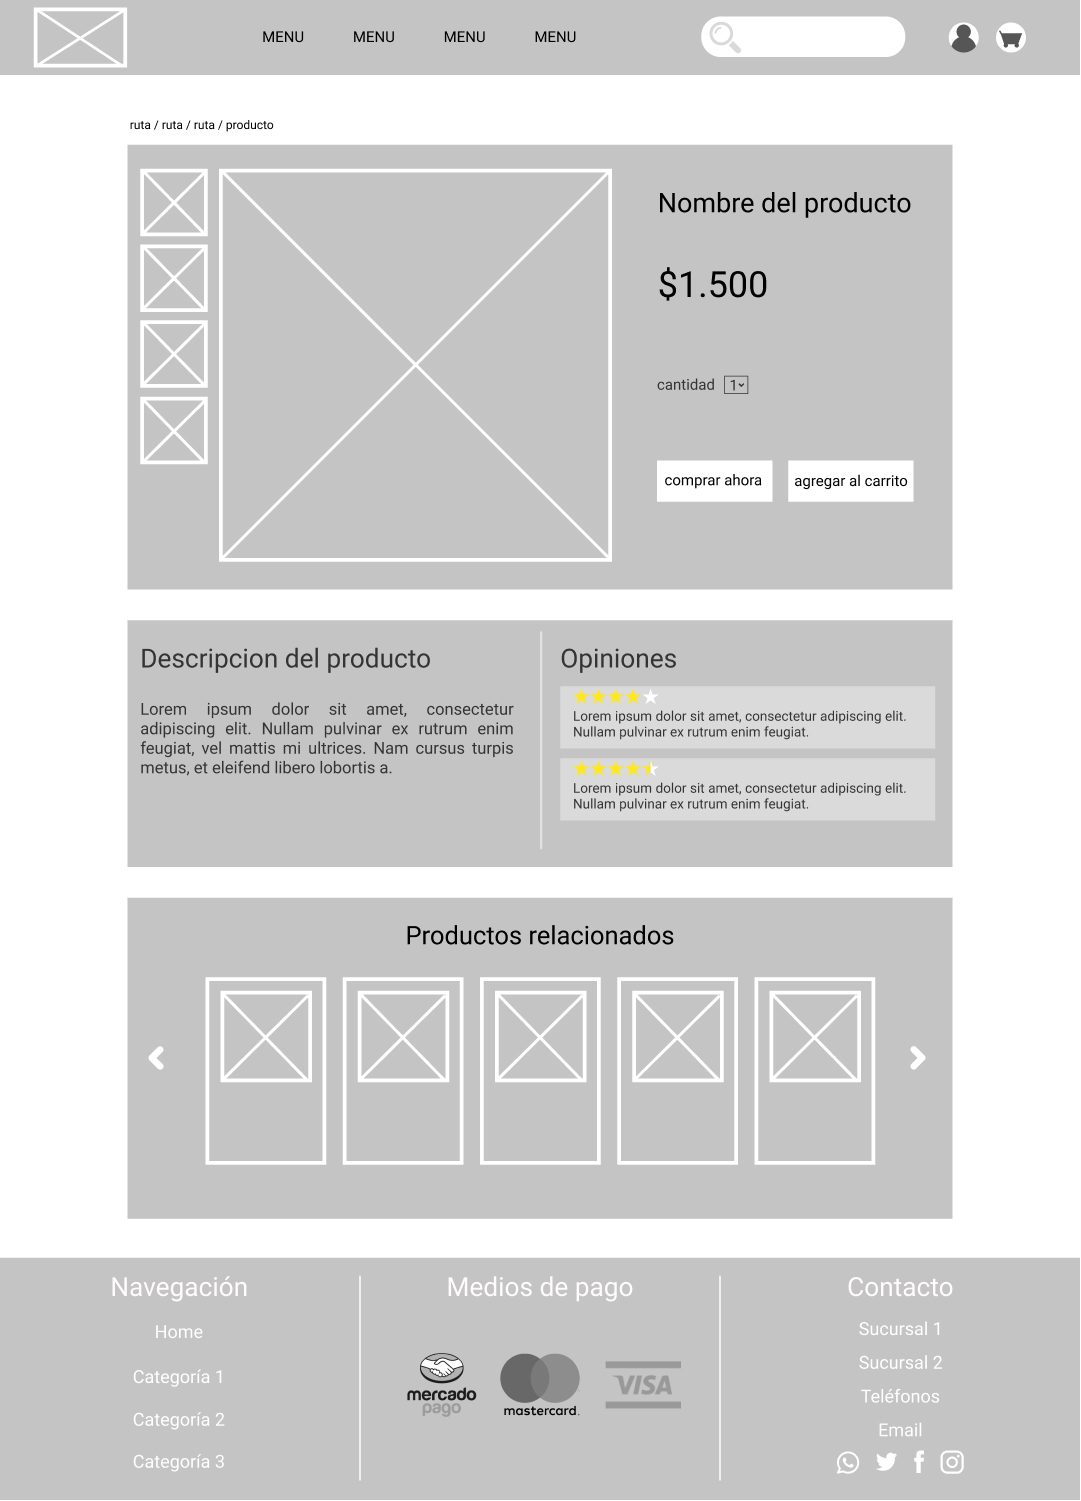 MENU MENU MENU MENU
ruta / ruta / ruta / producto
Nombre del producto
$1.500
cantidad 1
comprar ahora
agregar al carrito
Descripcion del producto
Lorem ipsum dolor sit amet, consectetur
adipiscing elit. Nullam pulvinar ex rutrum enim
feugiat, vel mattis mi ultrices. Nam cursus turpis
metus, et eleifend libero lobortis a.
Opiniones
Lorem ipsum dolor sit amet, consectetur adipiscing elit.
Nullam pulvinar ex rutrum enim feugiat.
Lorem ipsum dolor sit amet, consectetur adipiscing elit.
Nullam pulvinar ex rutrum enim feugiat.
Productos relacionados
Navegación
Home
Categoría 1
Categoría 2
Categoría 3
Medios de pago
mercado
pago
mastercard.
VISA
Contacto
Sucursal 1
Sucursal 2
Teléfonos
Email